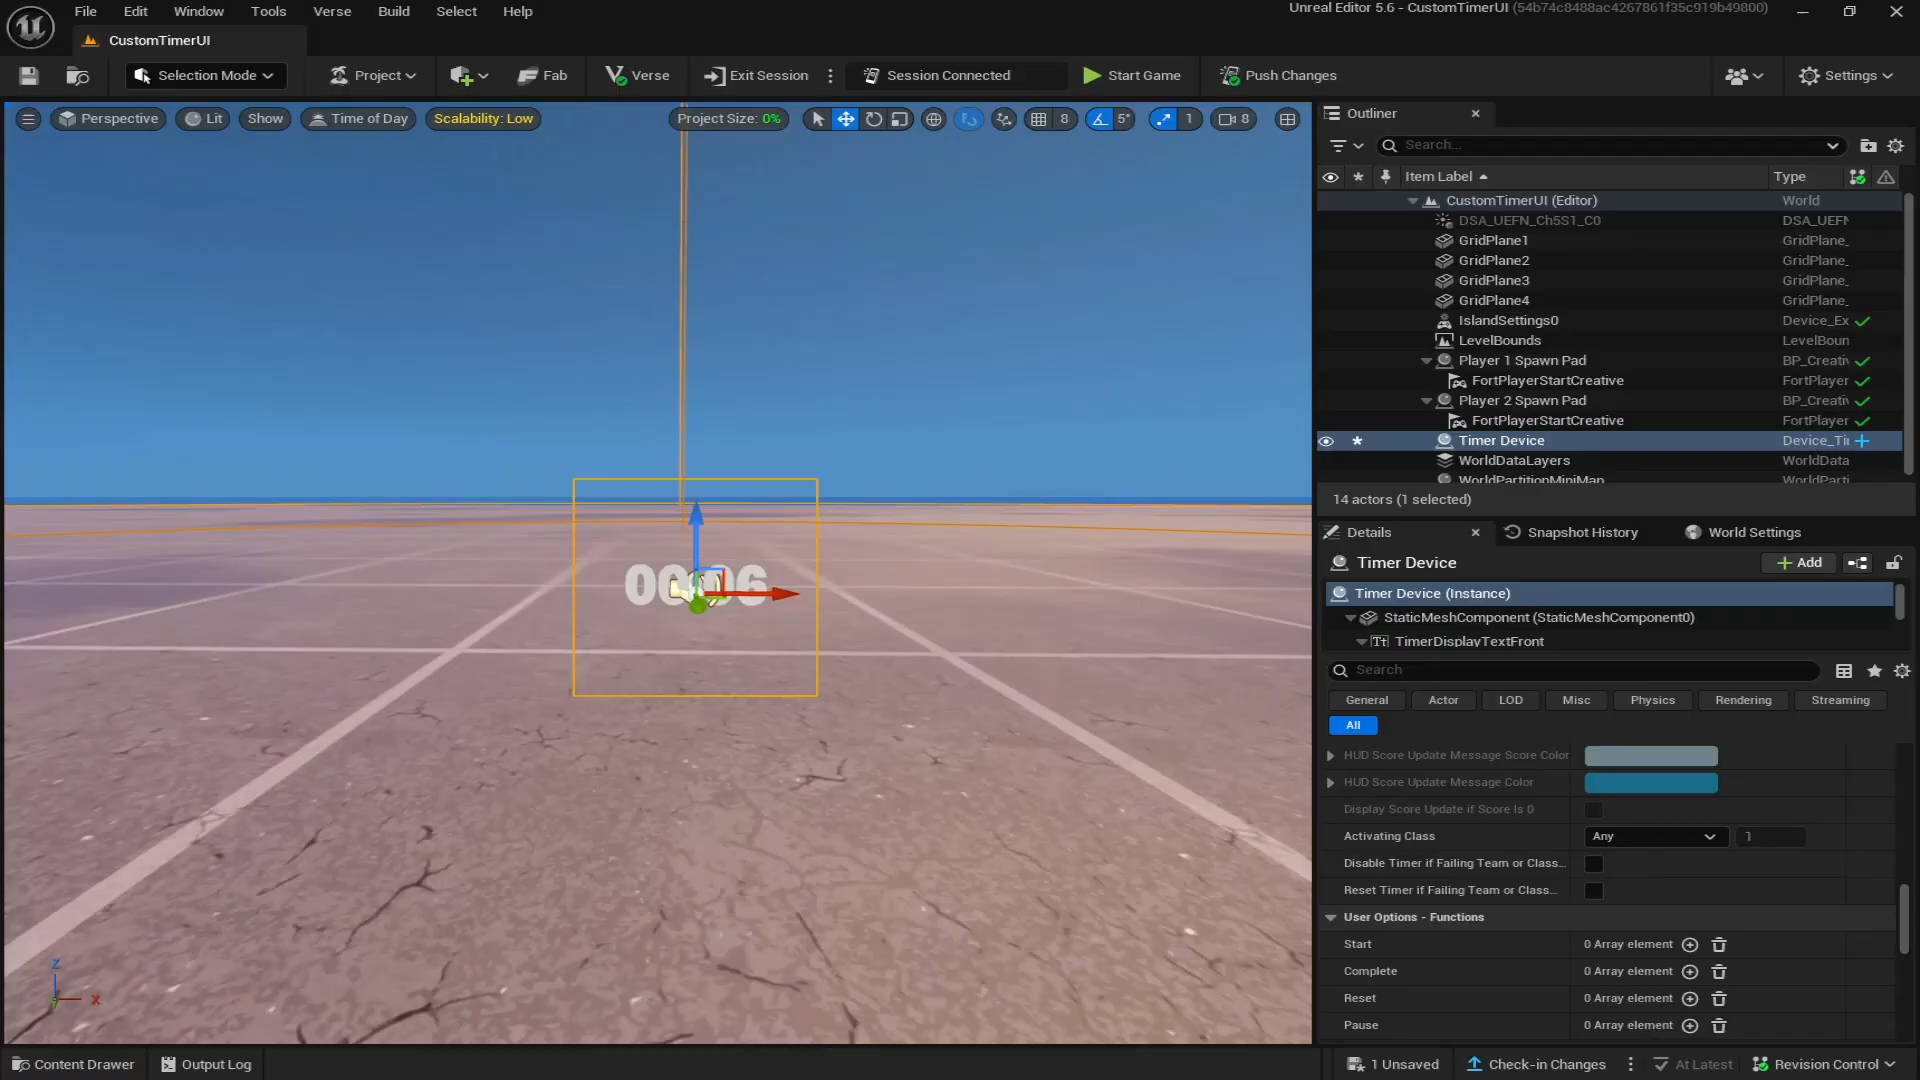 File Edit Window Tools Verse Build Select Help
Unreal Editor 5.6 - CustomTimerUI (54b74c8488ac4267861f35c919b49800)
CustomTimerUI
Selection Mode Project Fab Verse Exit Session Session Connected Start Game Push Changes Settings
Perspective Lit Show Time of Day Scalability: Low Project Size: 0% 8 5° 1 8
Outliner
Search...
Item Label Type
CustomTimerUI (Editor) World
DSA_UEFN_Ch5S1_C0 DSA_UEFN
GridPlane1 GridPlane_
GridPlane2 GridPlane_
GridPlane3 GridPlane_
GridPlane4 GridPlane_
IslandSettings0 Device_Ex
LevelBounds LevelBoun
Player 1 Spawn Pad BP_Creativ
FortPlayerStartCreative FortPlayer
Player 2 Spawn Pad BP_Creativ
FortPlayerStartCreative FortPlayer
Timer Device Device_Tir
WorldDataLayers WorldData
WorldPartitionMiniMap WorldParti
14 actors (1 selected)
Details Snapshot History World Settings
Timer Device Add
Timer Device (Instance)
StaticMeshComponent (StaticMeshComponent0)
TimerDisplayTextFront
Search
General Actor LOD Misc Physics Rendering Streaming
All
HUD Score Update Message Score Color
HUD Score Update Message Color
Display Score Update if Score Is 0
Activating Class Any 1
Disable Timer if Failing Team or Class...
Reset Timer if Failing Team or Class...
User Options - Functions
Start 0 Array element
Complete 0 Array element
Reset 0 Array element
Pause 0 Array element
00:06
Z
X
Content Drawer Output Log 1 Unsaved Check-in Changes At Latest Revision Control